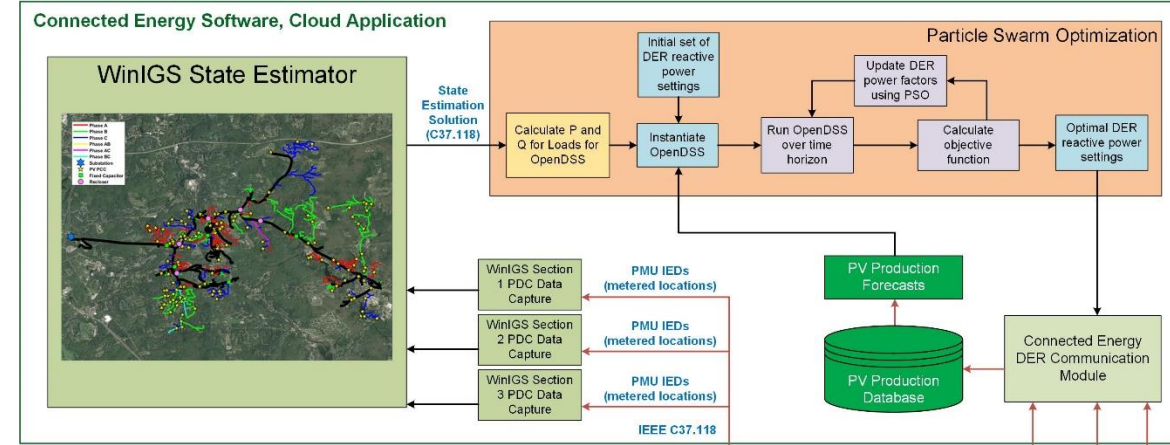 Connected Energy Software, Cloud Application
WinIGS State Estimator
Phase A
Phase B
Phase C
Phase AB
Phase AC
Phase BC
Substation
PV PCC
Fixed Capacitor
Recloser
State
Estimation
Solution
(C37.118)
Particle Swarm Optimization
Initial set of
DER reactive
power
settings
Update DER
power factors
using PSO
Calculate P and
Q for Loads for
OpenDSS
Instantiate
OpenDSS
Run OpenDSS
over time
horizon
Calculate
objective
function
Optimal DER
reactive power
settings
WinIGS Section
1 PDC Data
Capture
PMU IEDs
(metered locations)
WinIGS Section
2 PDC Data
Capture
PMU IEDs
(metered locations)
WinIGS Section
3 PDC Data
Capture
PMU IEDs
(metered locations)
IEEE C37.118
PV Production
Forecasts
PV Production
Database
Connected Energy
DER Communication
Module